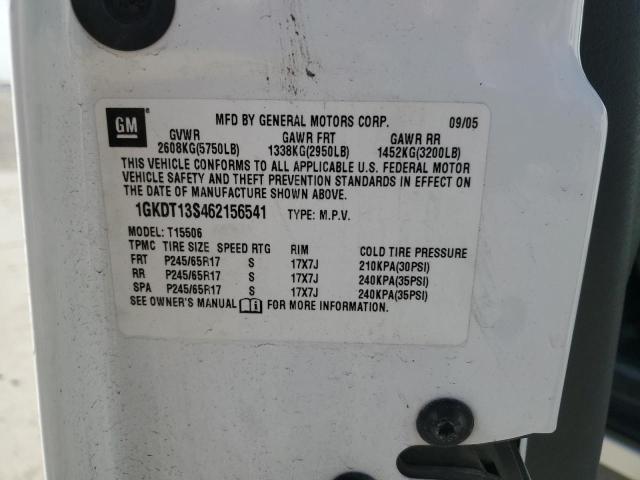 GM
MFD BY GENERAL MOTORS CORP. 09/05
GVWR GAWR FRT GAWR RR
2608KG(5750LB) 1338KG(2950LB) 1452KG(3200LB)
THIS VEHICLE CONFORMS TO ALL APPLICABLE U.S. FEDERAL MOTOR
VEHICLE SAFETY AND THEFT PREVENTION STANDARDS IN EFFECT ON
THE DATE OF MANUFACTURE SHOWN ABOVE.
1GKDT13S462156541 TYPE: M.P.V.
MODEL: T15506
TPMC TIRE SIZE SPEED RTG RIM COLD TIRE PRESSURE
FRT P245/65R17 S 17X7J 210KPA(30PSI)
RR P245/65R17 S 17X7J 240KPA(35PSI)
SPA P245/65R17 S 17X7J 240KPA(35PSI)
SEE OWNER'S MANUAL FOR MORE INFORMATION.